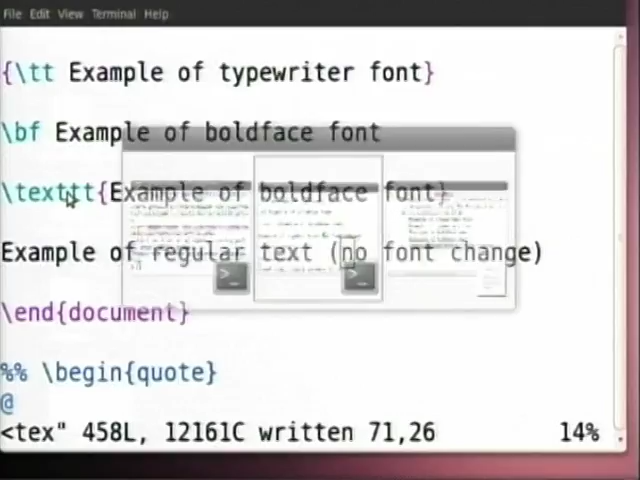 File Edit View Terminal Help
{\tt Example of typewriter font}
\bf Example of boldface font
\texttt{Example of boldface font}
Example of regular text (no font change)
\end{document}
%% \begin{quote}
@
<tex" 458L, 12161C written 71,26 14%